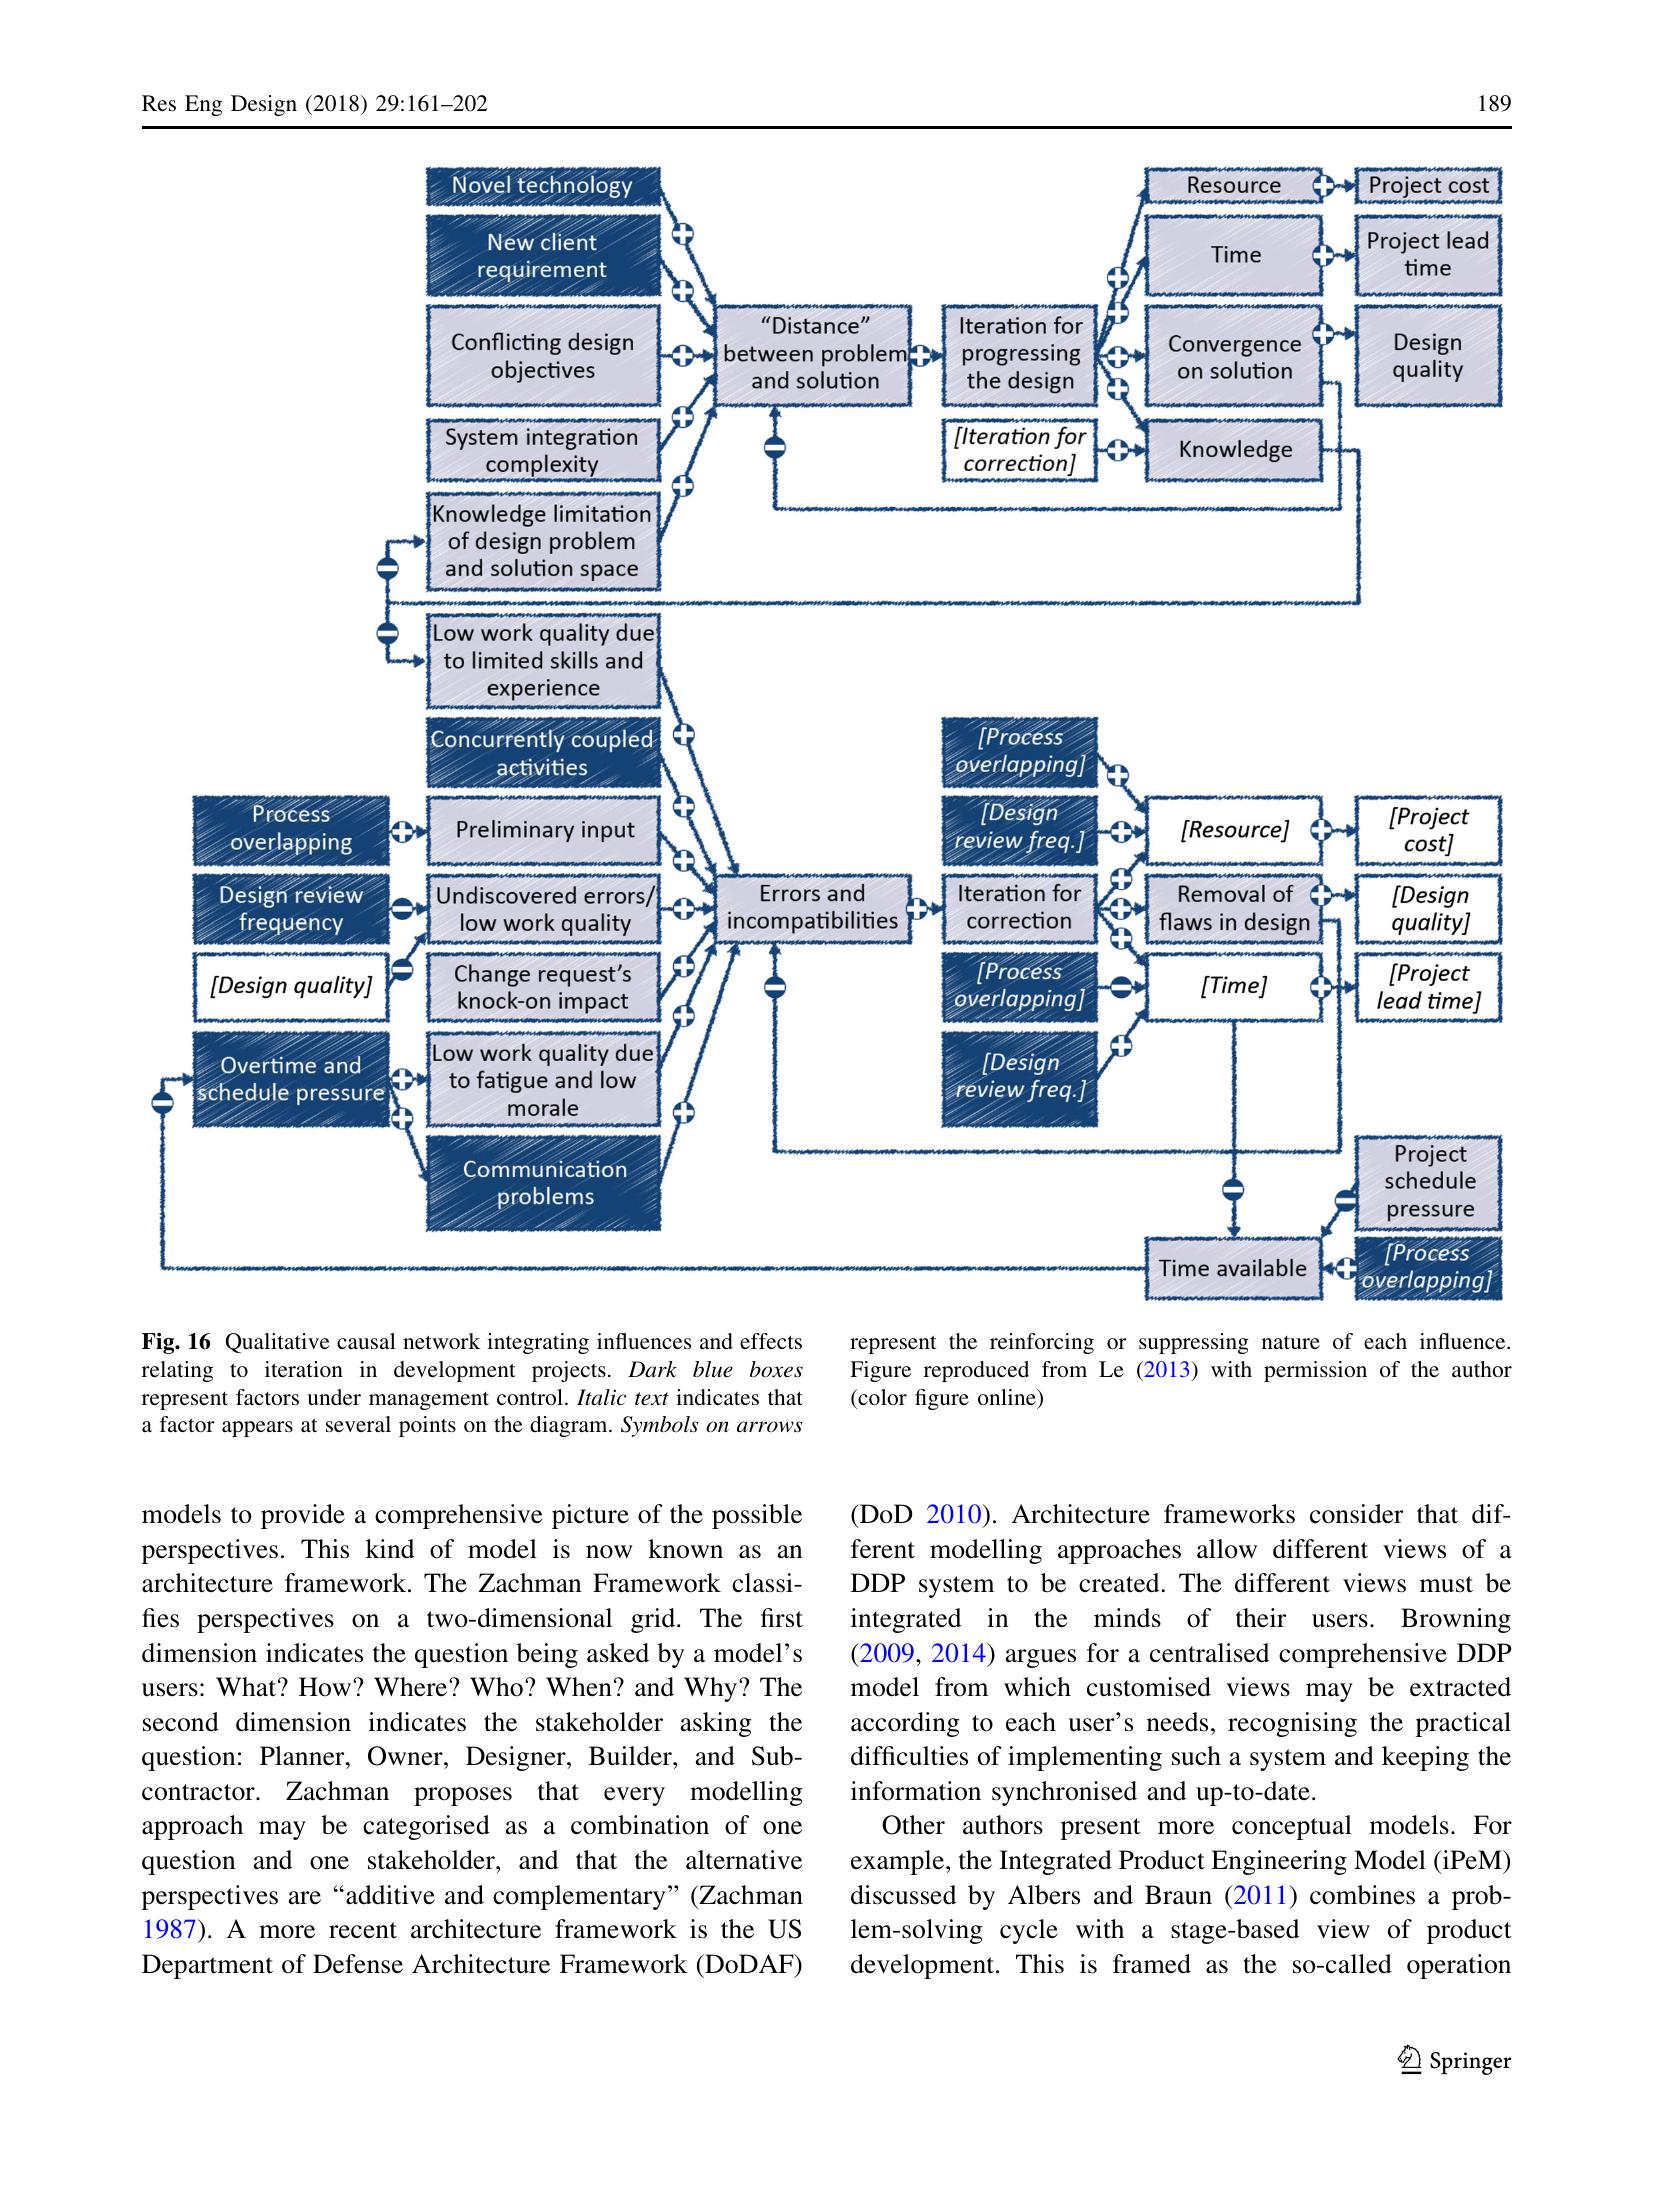 Res Eng Design (2018) 29:161–202
189
Novel technology
New client
requirement
Conflicting design
objectives
System integration
complexity
Knowledge limitation
of design problem
and solution space
“Distance”
between problem
and solution
Iteration for
progressing
the design
[Iteration for
correction]
Resource
Time
Convergence
on solution
Knowledge
Project cost
Project lead
time
Design
quality
Low work quality due
to limited skills and
experience
Concurrently coupled
activities
Process
overlapping
Preliminary input
Design review
frequency
Undiscovered errors/
low work quality
[Design quality]
Change request’s
knock-on impact
Overtime and
schedule pressure
Low work quality due
to fatigue and low
morale
Communication
problems
Errors and
incompatibilities
[Process
overlapping]
[Design
review freq.]
Iteration for
correction
[Process
overlapping]
[Design
review freq.]
[Resource]
Removal of
flaws in design
[Time]
[Project
cost]
[Design
quality]
[Project
lead time]
Project
schedule
pressure
Time available
[Process
overlapping]
Fig. 16 Qualitative causal network integrating influences and effects
relating to iteration in development projects. Dark blue boxes
represent factors under management control. Italic text indicates that
a factor appears at several points on the diagram. Symbols on arrows
represent the reinforcing or suppressing nature of each influence.
Figure reproduced from Le (2013) with permission of the author
(color figure online)
models to provide a comprehensive picture of the possible
perspectives. This kind of model is now known as an
architecture framework. The Zachman Framework classi-
fies perspectives on a two-dimensional grid. The first
dimension indicates the question being asked by a model’s
users: What? How? Where? Who? When? and Why? The
second dimension indicates the stakeholder asking the
question: Planner, Owner, Designer, Builder, and Sub-
contractor. Zachman proposes that every modelling
approach may be categorised as a combination of one
question and one stakeholder, and that the alternative
perspectives are “additive and complementary” (Zachman
1987). A more recent architecture framework is the US
Department of Defense Architecture Framework (DoDAF)
(DoD 2010). Architecture frameworks consider that dif-
ferent modelling approaches allow different views of a
DDP system to be created. The different views must be
integrated in the minds of their users. Browning
(2009, 2014) argues for a centralised comprehensive DDP
model from which customised views may be extracted
according to each user’s needs, recognising the practical
difficulties of implementing such a system and keeping the
information synchronised and up-to-date.
Other authors present more conceptual models. For
example, the Integrated Product Engineering Model (iPeM)
discussed by Albers and Braun (2011) combines a prob-
lem-solving cycle with a stage-based view of product
development. This is framed as the so-called operation
Springer